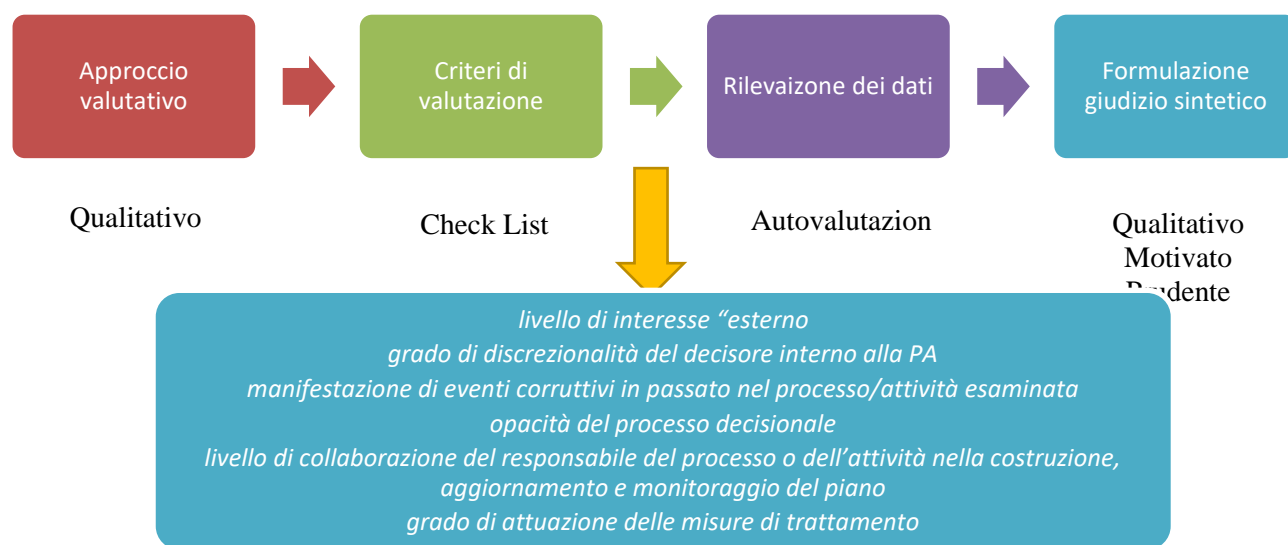 Approccio
valutativo
Criteri di
valutazione
Rilevaizone dei dati
Formulazione
giudizio sintetico
Qualitativo
Check List
Autovalutazion
Qualitativo
Motivato
Prudente
livello di interesse “esterno
grado di discrezionalità del decisore interno alla PA
manifestazione di eventi corruttivi in passato nel processo/attività esaminata
opacità del processo decisionale
livello di collaborazione del responsabile del processo o dell’attività nella costruzione,
aggiornamento e monitoraggio del piano
grado di attuazione delle misure di trattamento